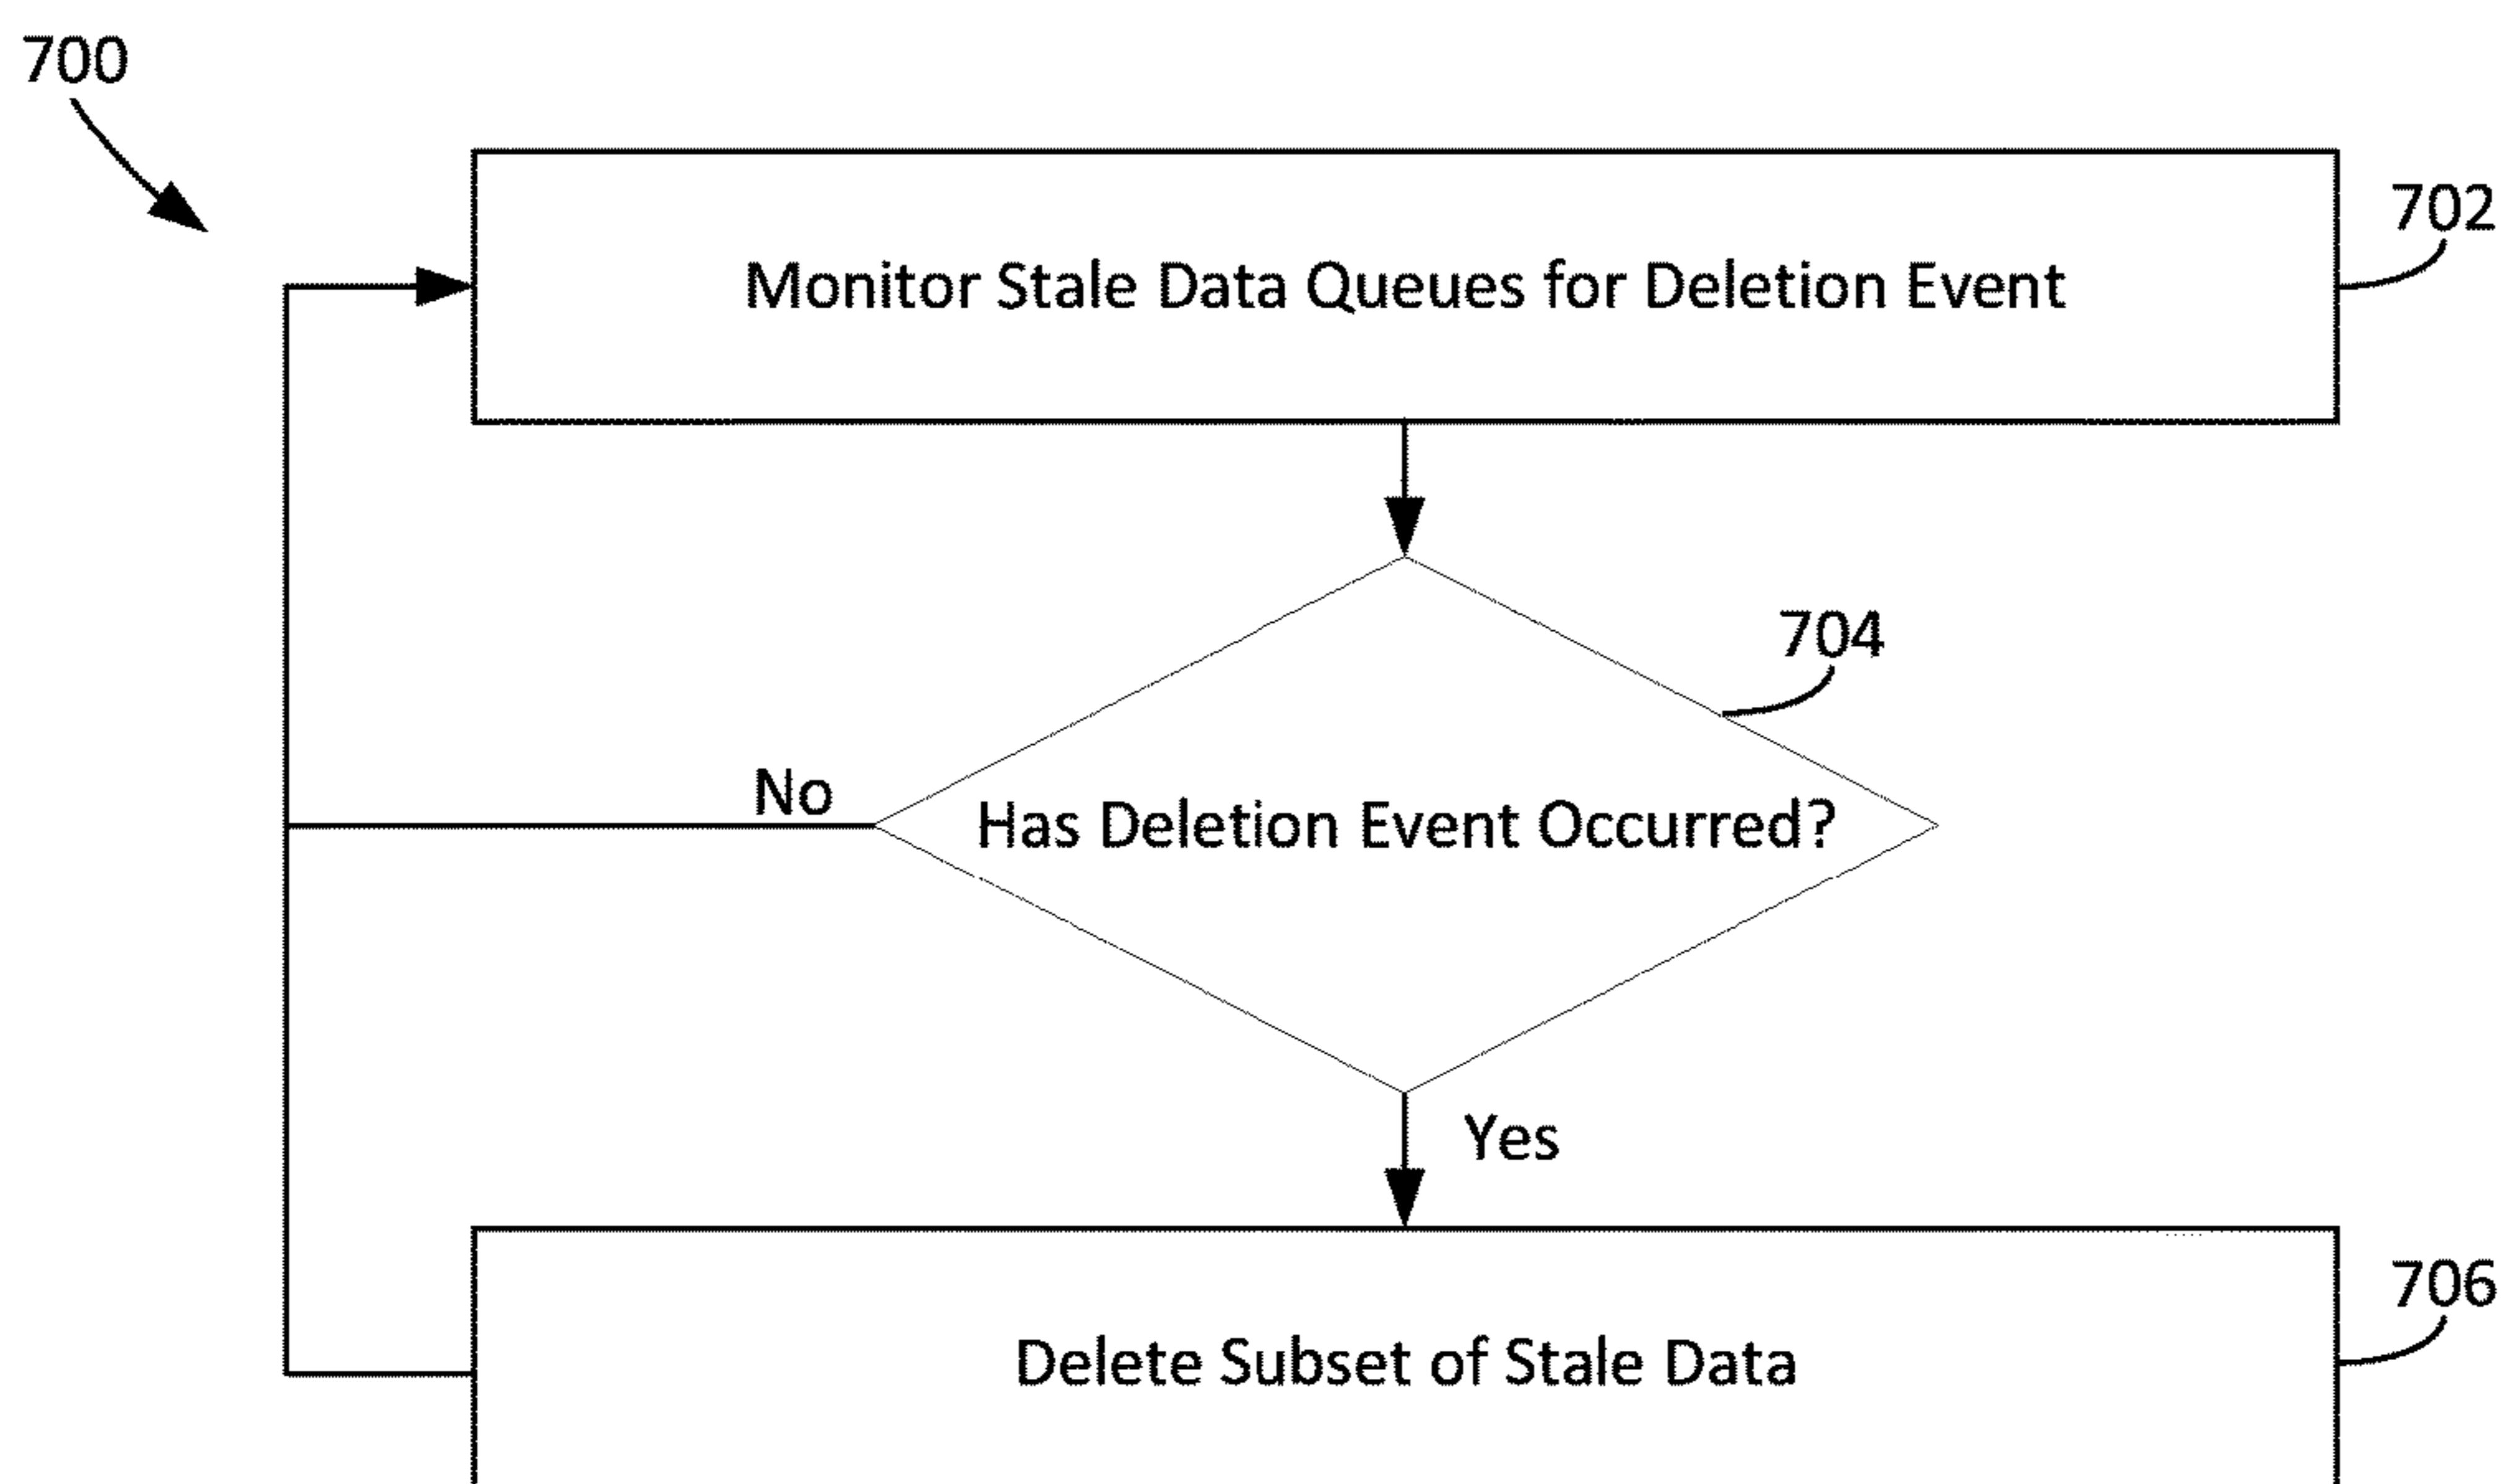 700
702
Monitor Stale Data Queues for Deletion Event
704
No
Has Deletion Event Occurred?
Yes
706
Delete Subset of Stale Data